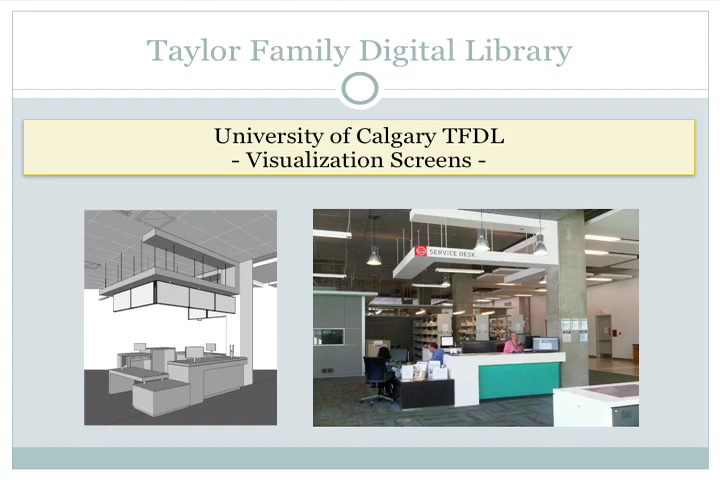 Taylor Family Digital Library
University of Calgary TFDL
- Visualization Screens -
SERVICE DESK